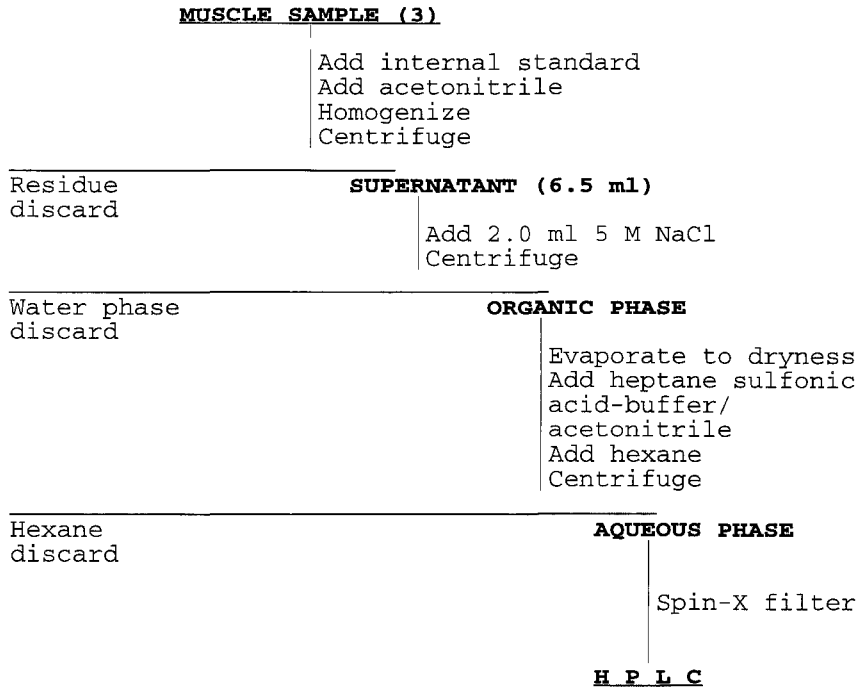 MUSCLE SAMPLE (3)
Add internal standard
Add acetonitrile
Homogenize
Centrifuge
Residue
discard
SUPERNATANT (6.5 ml)
Add 2.0 ml 5 M NaCl
Centrifuge
Water phase
discard
ORGANIC PHASE
Evaporate to dryness
Add heptane sulfonic
acid-buffer/
acetonitrile
Add hexane
Centrifuge
Hexane
discard
AQUEOUS PHASE
Spin-X filter
H P L C